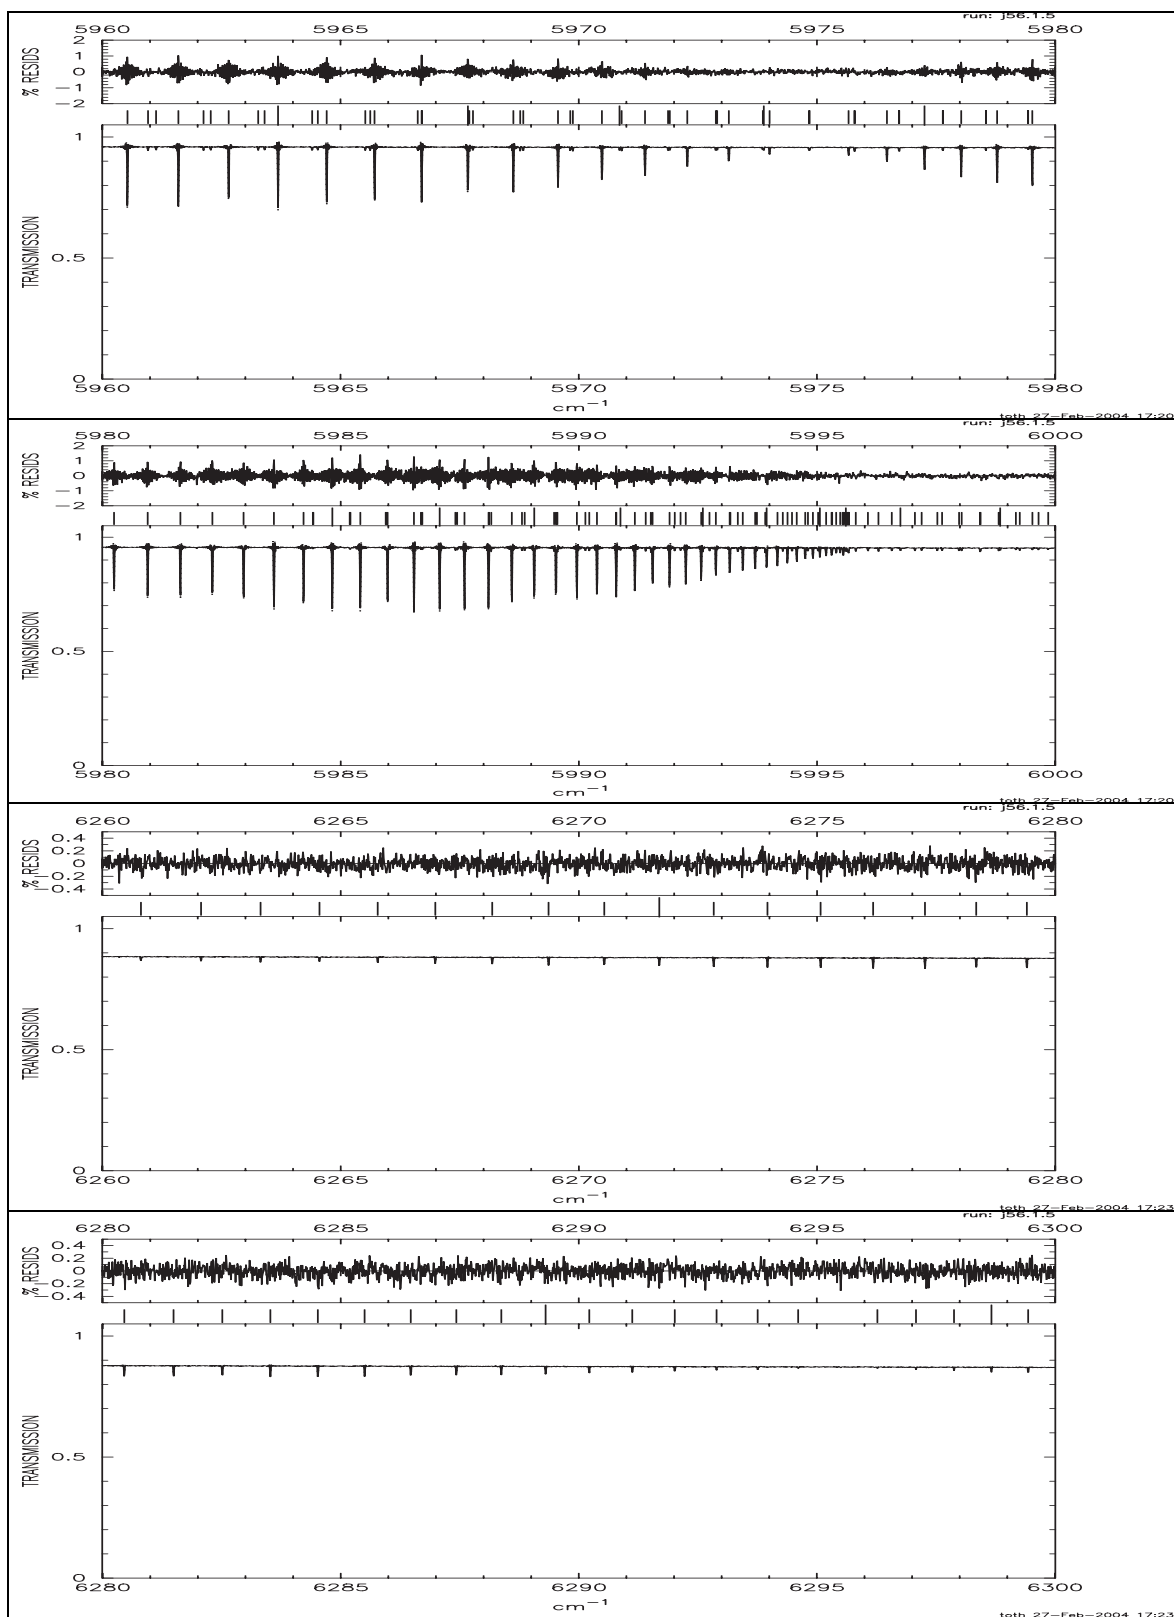 run: j56.1.5
5960 5965 5970 5975 5980
2
1
0
−1
−2
% RESIDS
1
0.5
0
TRANSMISSION
5960 5965 5970 5975 5980
cm−1
toth 27-Feb-2004 17:20
run: j56.1.5
5980 5985 5990 5995 6000
2
1
0
−1
−2
% RESIDS
1
0.5
0
TRANSMISSION
5980 5985 5990 5995 6000
cm−1
toth 27-Feb-2004 17:20
run: j56.1.5
6260 6265 6270 6275 6280
0.4
0.2
0
−0.2
−0.4
% RESIDS
1
0.5
0
TRANSMISSION
6260 6265 6270 6275 6280
cm−1
toth 27-Feb-2004 17:23
run: j56.1.5
6280 6285 6290 6295 6300
0.4
0.2
0
−0.2
−0.4
% RESIDS
1
0.5
0
TRANSMISSION
6280 6285 6290 6295 6300
cm−1
toth 27-Feb-2004 17:23